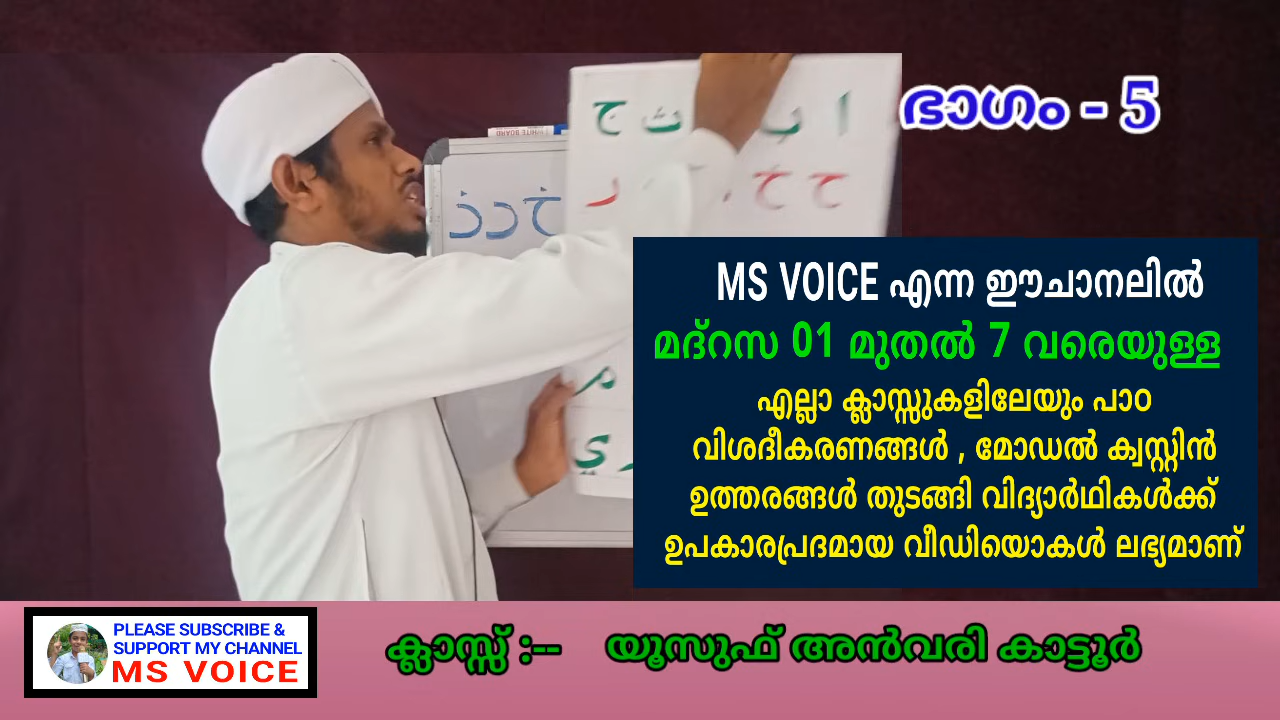 ഭാഗം - 5
WHITE BOARD
ا ب ث ج
ح خ ر
خ د ذ
م
ي
MS VOICE എന്ന ഈചാനലിൽ
മദ്റസ 01 മുതൽ 7 വരെയുള്ള
എല്ലാ ക്ലാസ്സുകളിലേയും പാഠ
വിശദീകരണങ്ങൾ , മോഡൽ ക്വസ്റ്റിൻ
ഉത്തരങ്ങൾ തുടങ്ങി വിദ്യാർഥികൾക്ക്
ഉപകാരപ്രദമായ വീഡിയൊകൾ ലഭ്യമാണ്
PLEASE SUBSCRIBE &
SUPPORT MY CHANNEL
MS VOICE
ക്ലാസ്സ് :-- യൂസുഫ് അൻവരി കാട്ടൂർ